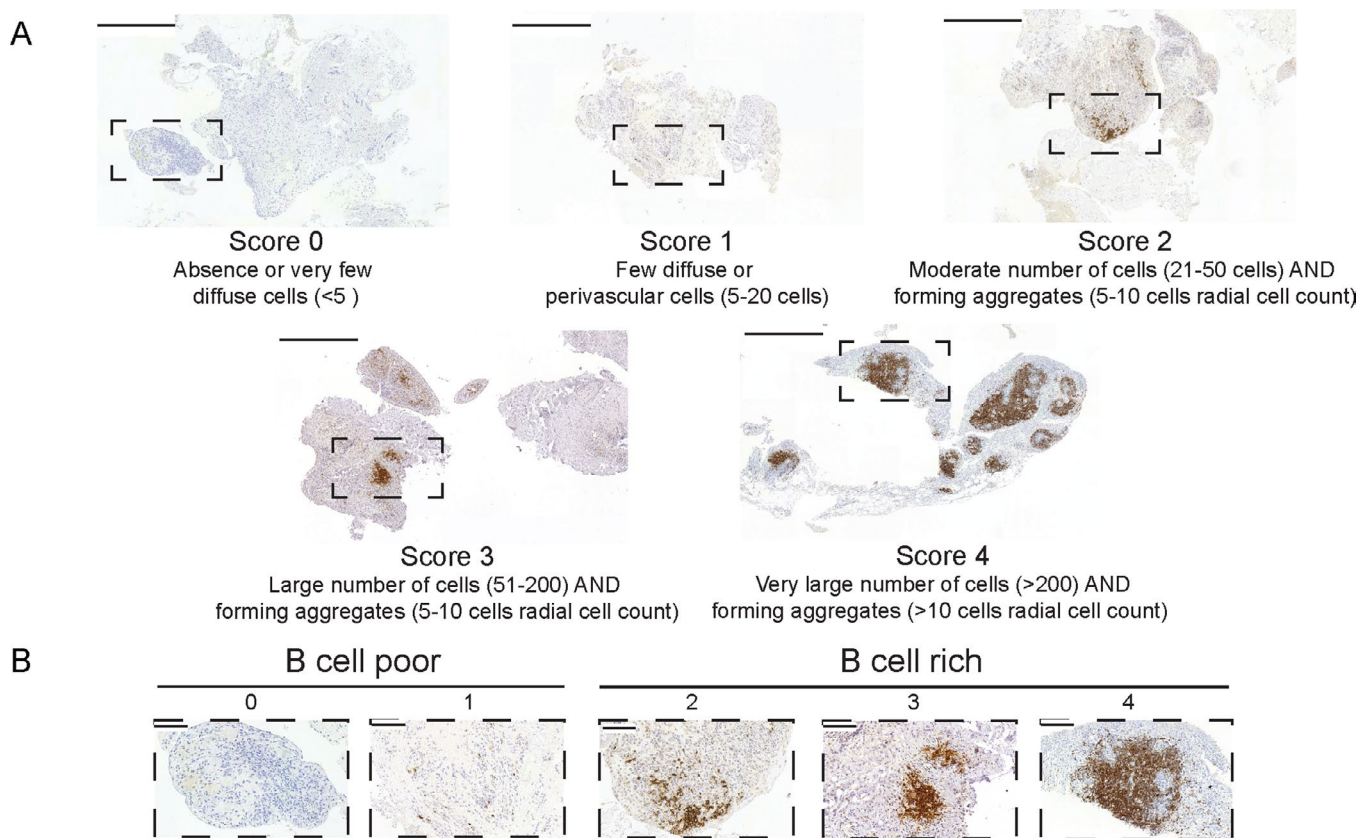 A
Score 0
Absence or very few
diffuse cells (<5 )
Score 1
Few diffuse or
perivascular cells (5-20 cells)
Score 2
Moderate number of cells (21-50 cells) AND
forming aggregates (5-10 cells radial cell count)
Score 3
Large number of cells (51-200) AND
forming aggregates (5-10 cells radial cell count)
Score 4
Very large number of cells (>200) AND
forming aggregates (>10 cells radial cell count)
B
B cell poor
B cell rich
0
1
2
3
4